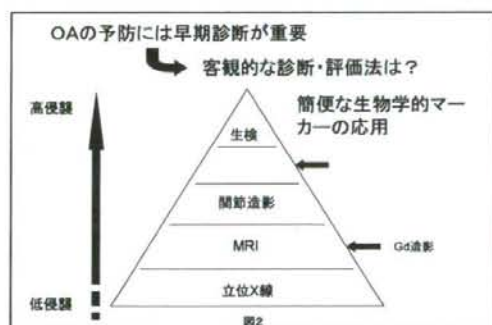 OAの予防には早期診断が重要
客観的な診断・評価法は?
高侵襲
簡便な生物学的マー
カーの応用
生検
関節造影
MRI
Gd造影
立位X線
低侵襲
図2